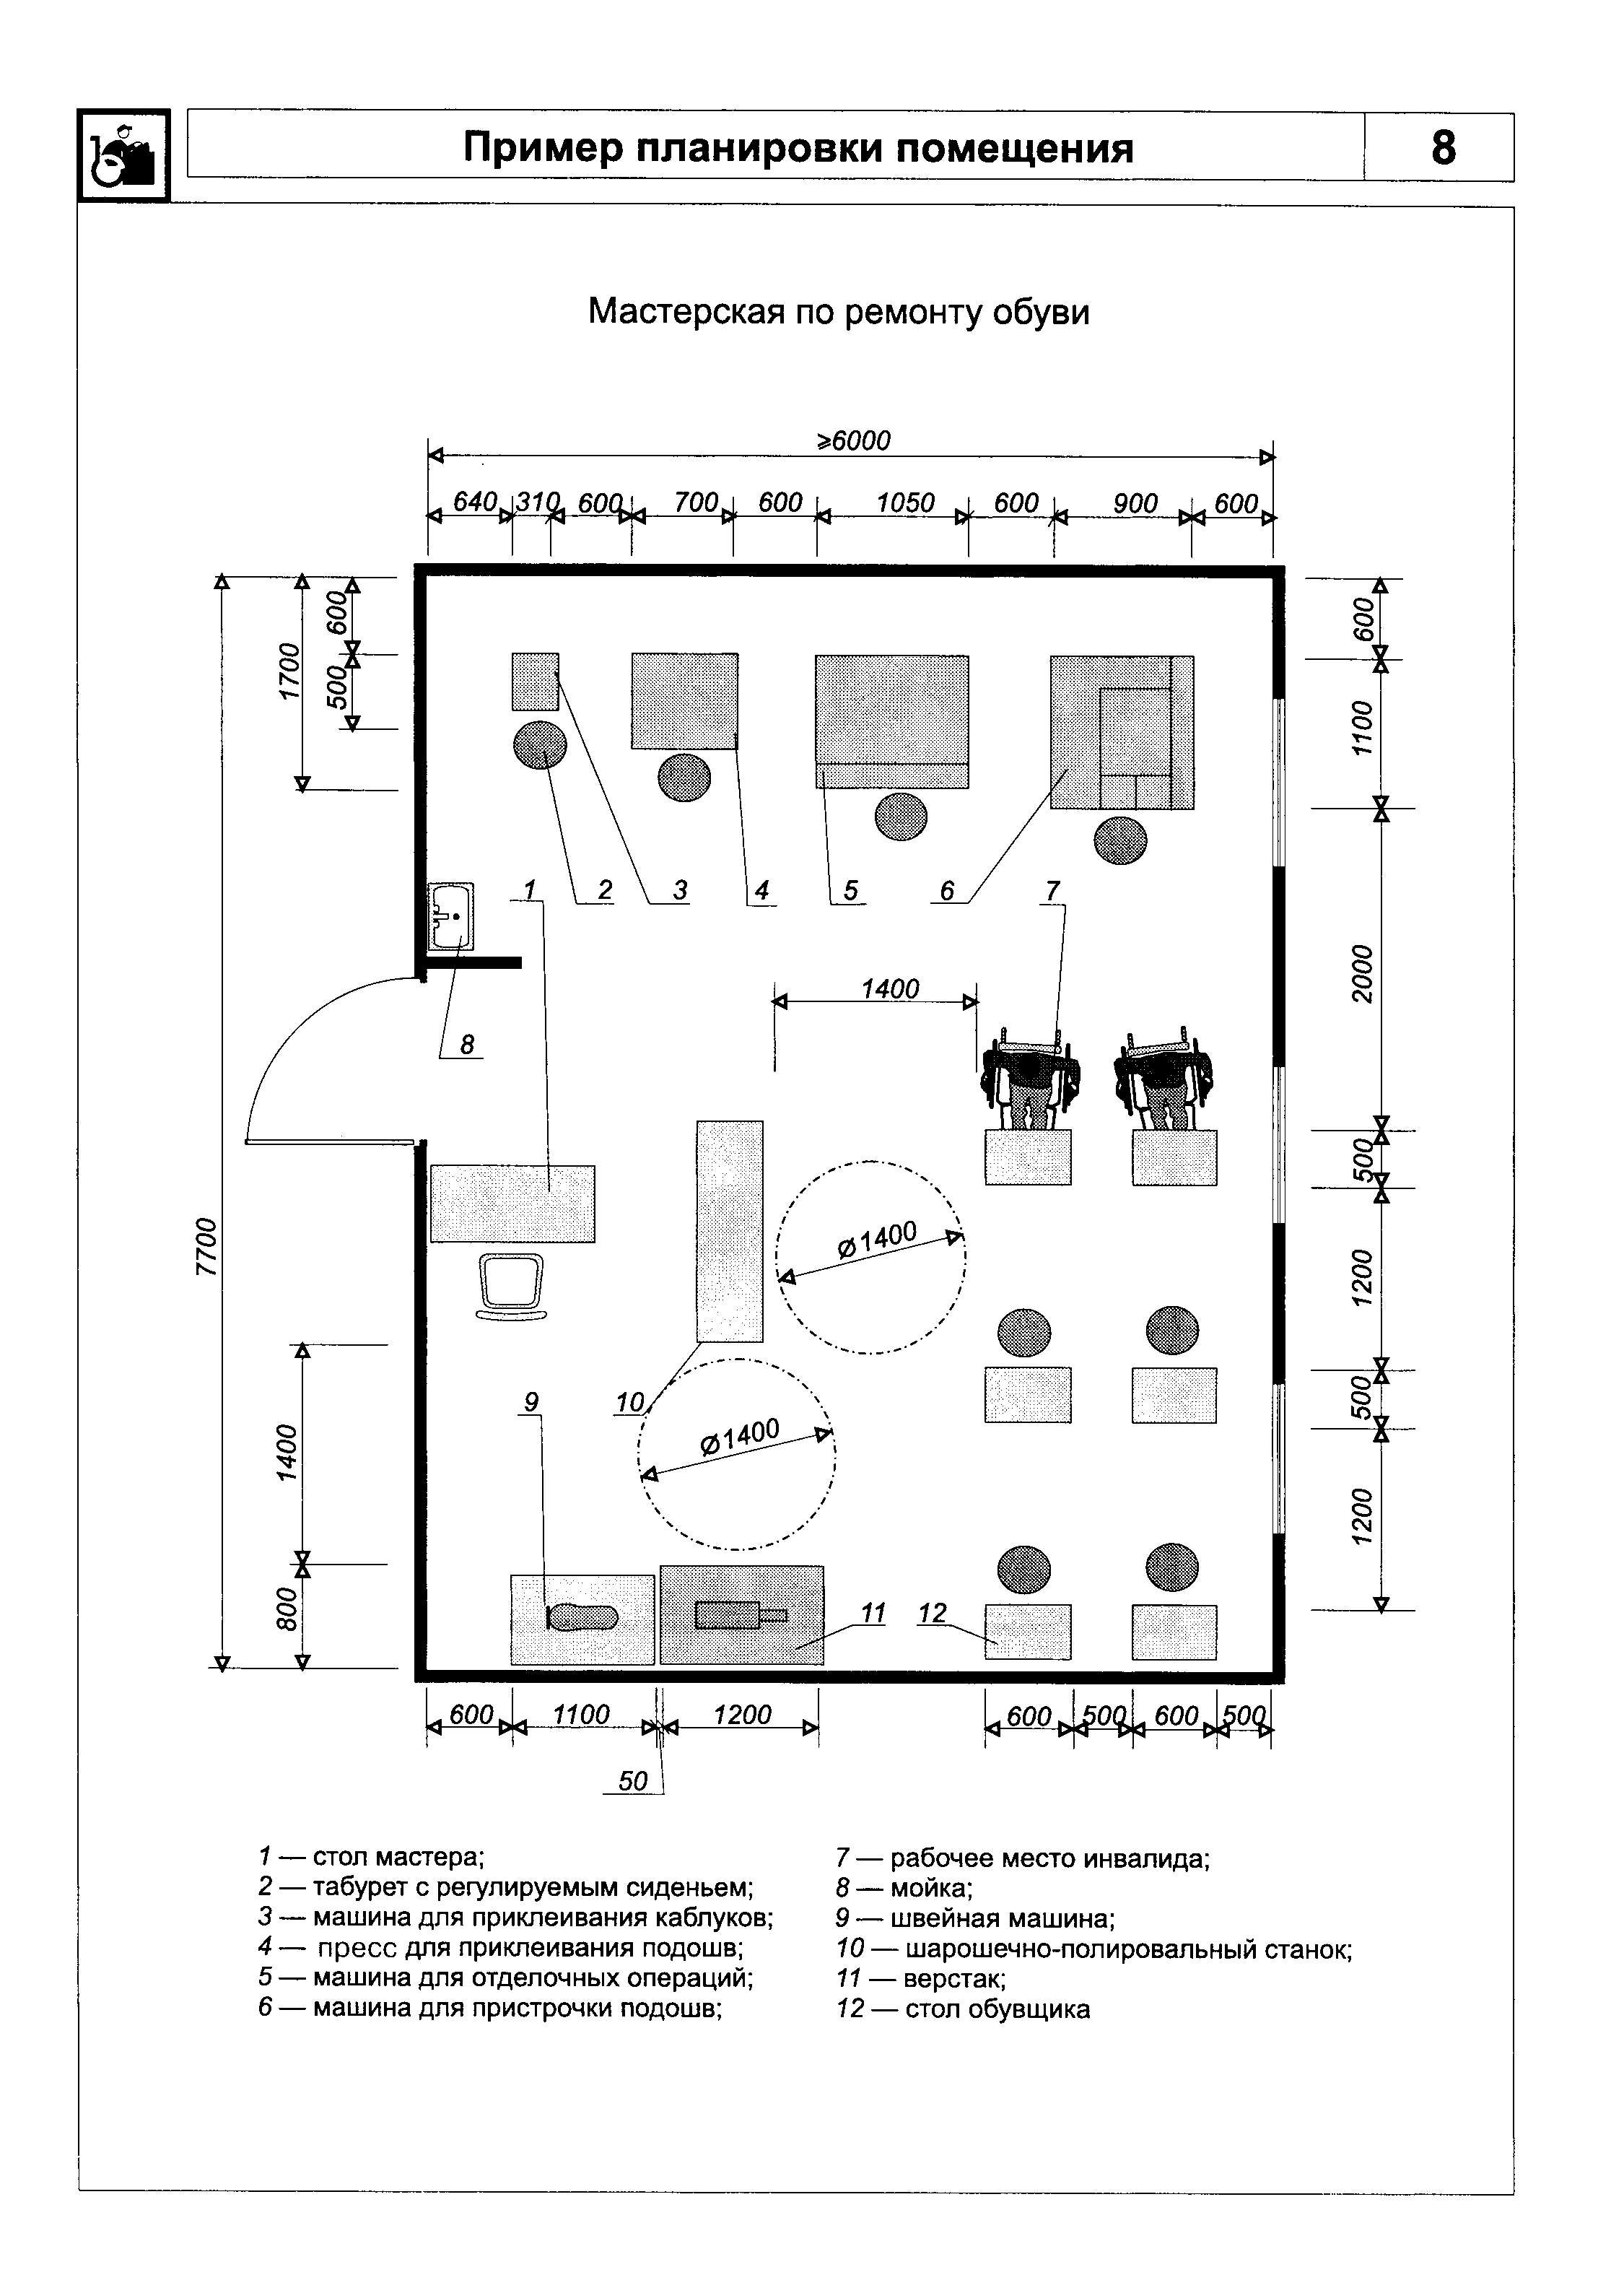 Пример планировки помещения
8
Мастерская по ремонту обуви
≥6000
640 310 600 700 600 1050 600 900 600
600
500
1700
7700
1400
800
600
1100
2000
500
1200
500
1200
1 2 3 4 5 6 7
8
1400
Ø1400
Ø1400
9
10
11 12
600 1100 1200 600 500 600 500
50
1 — стол мастера;
2 — табурет с регулируемым сиденьем;
3 — машина для приклеивания каблуков;
4 — пресс для приклеивания подошв;
5 — машина для отделочных операций;
6 — машина для пристрочки подошв;
7 — рабочее место инвалида;
8 — мойка;
9 — швейная машина;
10 — шарошечно-полировальный станок;
11 — верстак;
12 — стол обувщика